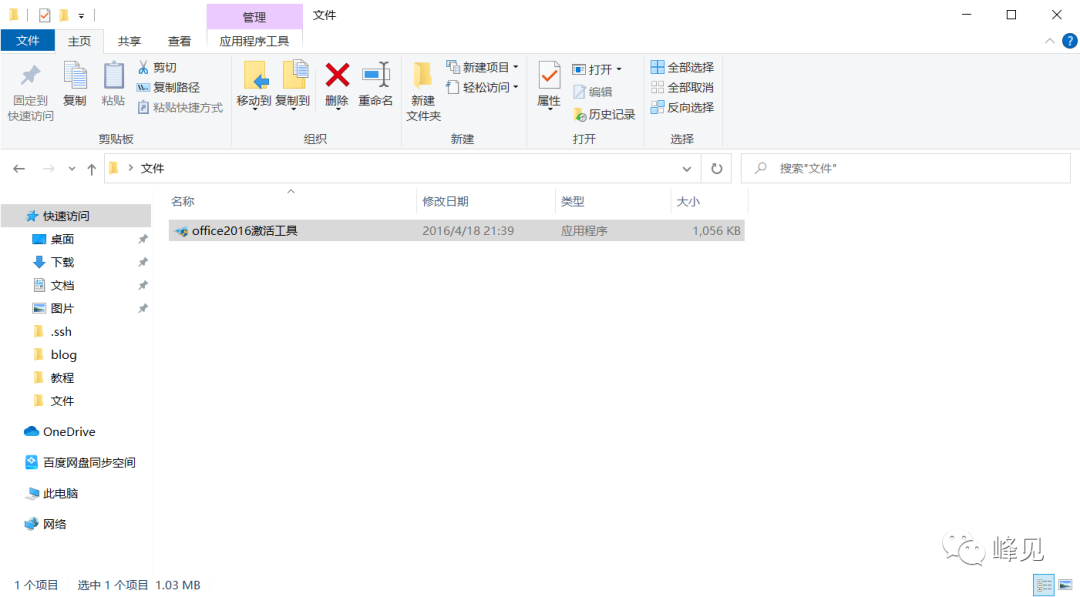 管理
文件
文件
主页
共享
查看
应用程序工具
?
固定到
快速访问
复制
粘贴
剪切
复制路径
粘贴快捷方式
剪贴板
移动到
复制到
删除
重命名
组织
新建
文件夹
新建项目
轻松访问
新建
属性
打开
编辑
历史记录
打开
全部选择
全部取消
反向选择
选择
文件
搜索"文件"
名称
修改日期
类型
大小
office2016激活工具
2016/4/18 21:39
应用程序
1,056 KB
快速访问
桌面
下载
文档
图片
.ssh
blog
教程
文件
OneDrive
百度网盘同步空间
此电脑
网络
峰见
1 个项目
选中 1 个项目 1.03 MB